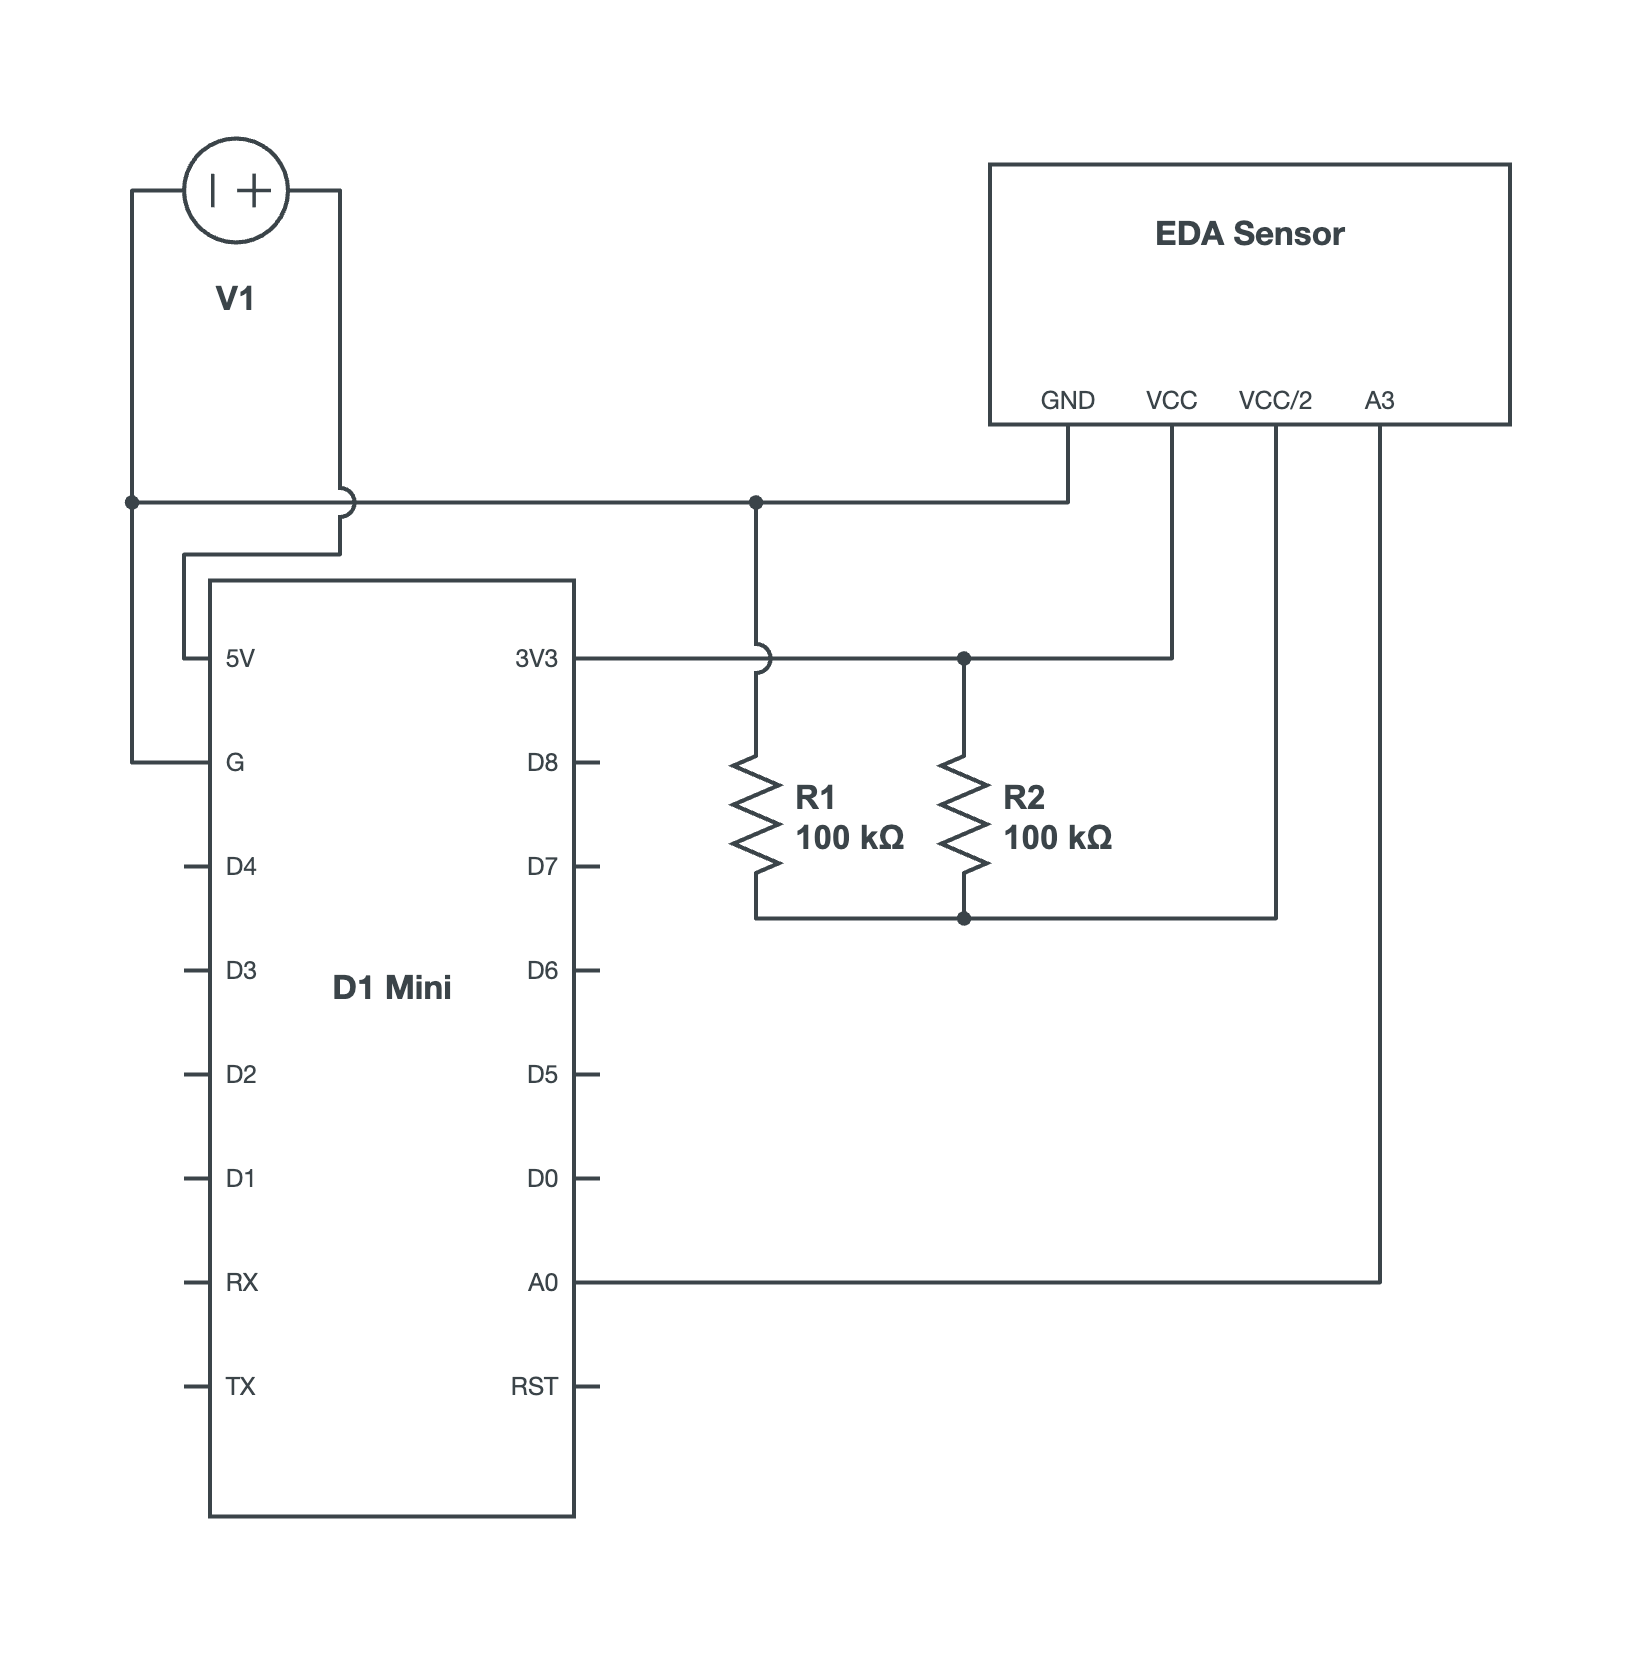 V1
EDA Sensor
GND VCC VCC/2 A3
5V 3V3
G D8
R1 R2
100 kΩ 100 kΩ
D4 D7
D3 D6
D1 Mini
D2 D5
D1 D0
RX A0
TX RST